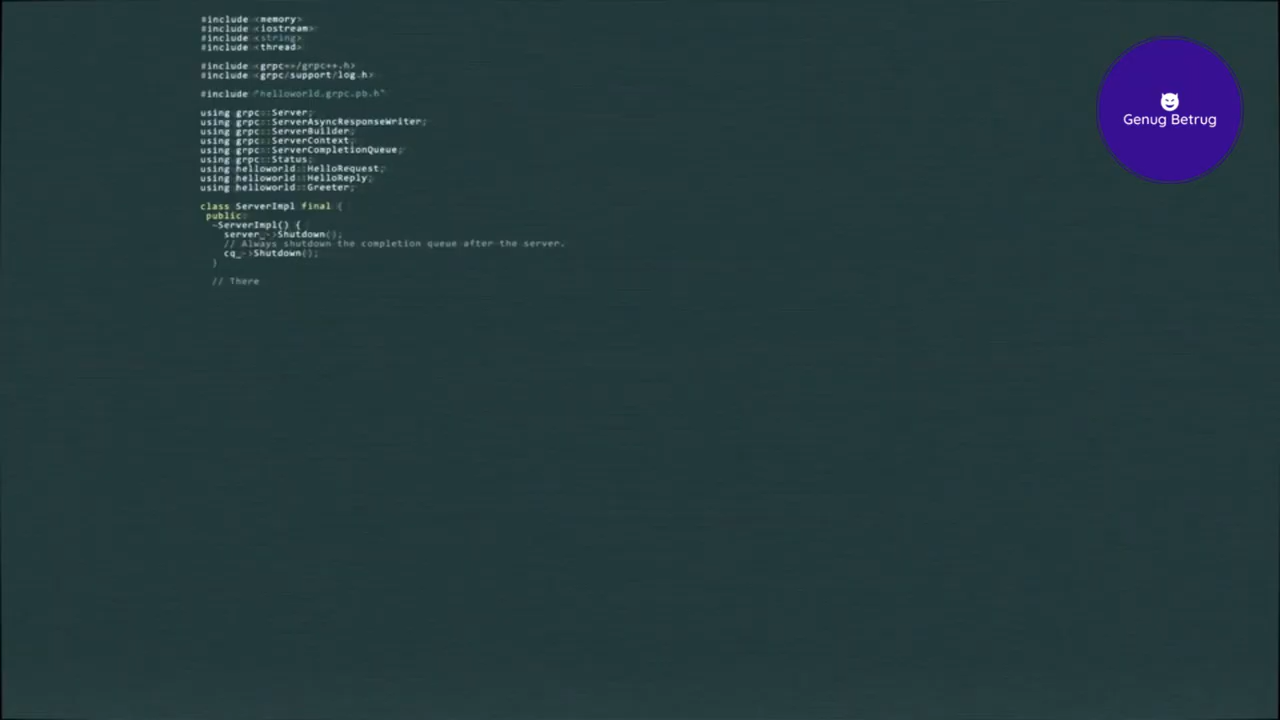 #include <memory>
#include <iostream>
#include <string>
#include <thread>
#include <grpc++/grpc++.h>
#include <grpc/support/log.h>
#include "helloworld.grpc.pb.h"
using grpc::Server;
using grpc::ServerAsyncResponseWriter;
using grpc::ServerBuilder;
using grpc::ServerContext;
using grpc::ServerCompletionQueue;
using grpc::Status;
using helloworld::HelloRequest;
using helloworld::HelloReply;
using helloworld::Greeter;
class ServerImpl final {
public:
~ServerImpl() {
server_->Shutdown();
// Always shutdown the completion queue after the server.
cq_->Shutdown();
}
// There
Genug Betrug